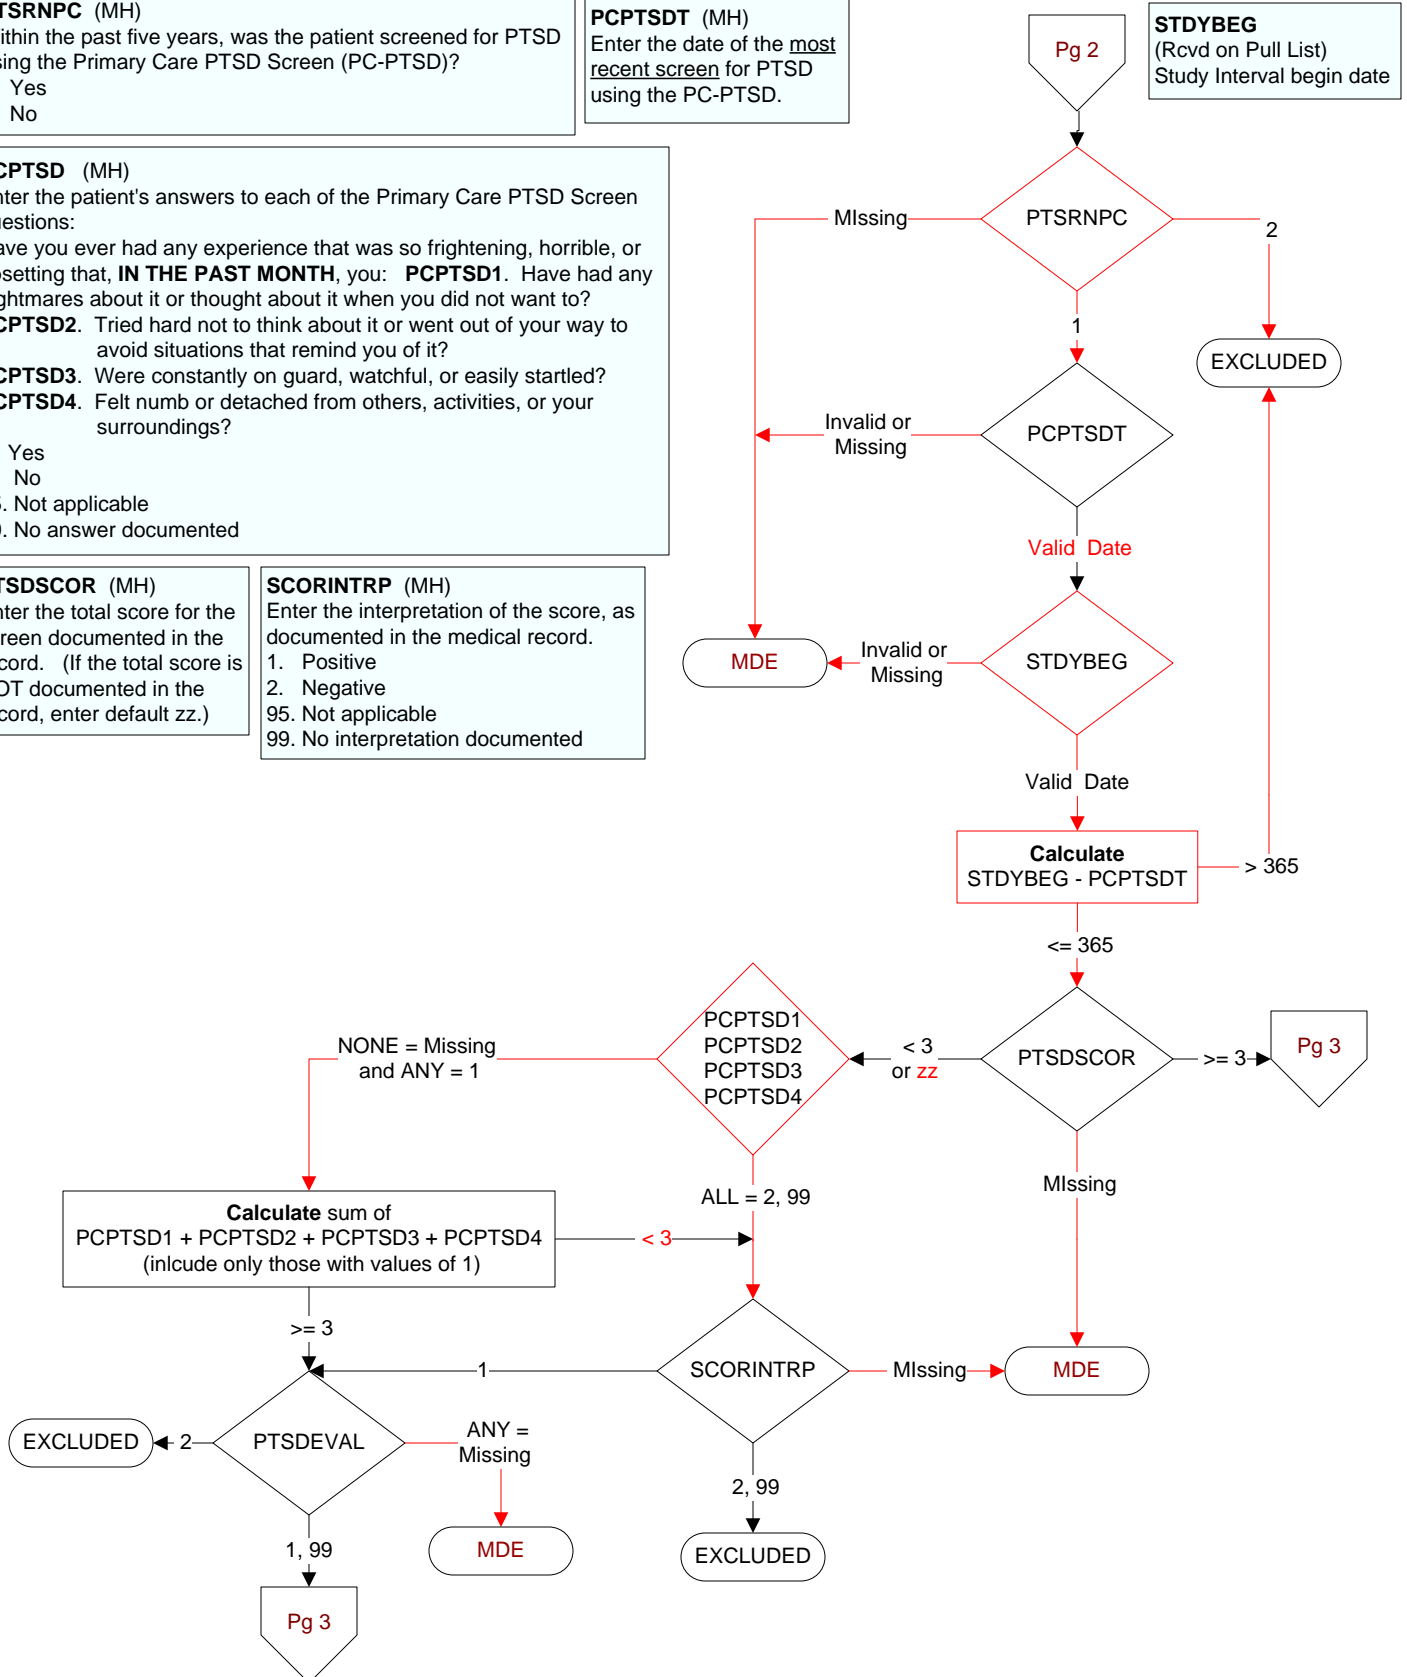 TSRNPC (MH)
ithin the past five years, was the patient screened for PTSD
sing the Primary Care PTSD Screen (PC-PTSD)?
Yes
No
PCPTSDT (MH)
Enter the date of the most
recent screen for PTSD
using the PC-PTSD.
Pg 2
STDYBEG
(Rcvd on Pull List)
Study Interval begin date
CPTSD (MH)
nter the patient's answers to each of the Primary Care PTSD Screen
uestions:
ave you ever had any experience that was so frightening, horrible, or
psetting that, IN THE PAST MONTH, you: PCPTSD1. Have had any
ghtmares about it or thought about it when you did not want to?
CPTSD2. Tried hard not to think about it or went out of your way to
avoid situations that remind you of it?
CPTSD3. Were constantly on guard, watchful, or easily startled?
CPTSD4. Felt numb or detached from others, activities, or your
surroundings?
Yes
No
. Not applicable
. No answer documented
TSDSCOR (MH)
nter the total score for the
creen documented in the
cord. (If the total score is
OT documented in the
cord, enter default zz.)
SCORINTRP (MH)
Enter the interpretation of the score, as
documented in the medical record.
1. Positive
2. Negative
95. Not applicable
99. No interpretation documented
PTSRNPC
MIssing
2
1
EXCLUDED
PCPTSDT
Invalid or
Missing
Valid Date
STDYBEG
Invalid or
Missing
MDE
Valid Date
Calculate
STDYBEG - PCPTSDT
> 365
<= 365
PTSDSCOR
>= 3
Pg 3
< 3
or zz
MIssing
PCPTSD1
PCPTSD2
PCPTSD3
PCPTSD4
NONE = Missing
and ANY = 1
ALL = 2, 99
Calculate sum of
PCPTSD1 + PCPTSD2 + PCPTSD3 + PCPTSD4
(inlcude only those with values of 1)
< 3
>= 3
SCORINTRP
1
MIssing
MDE
2, 99
EXCLUDED
PTSDEVAL
2
EXCLUDED
ANY =
Missing
MDE
1, 99
Pg 3